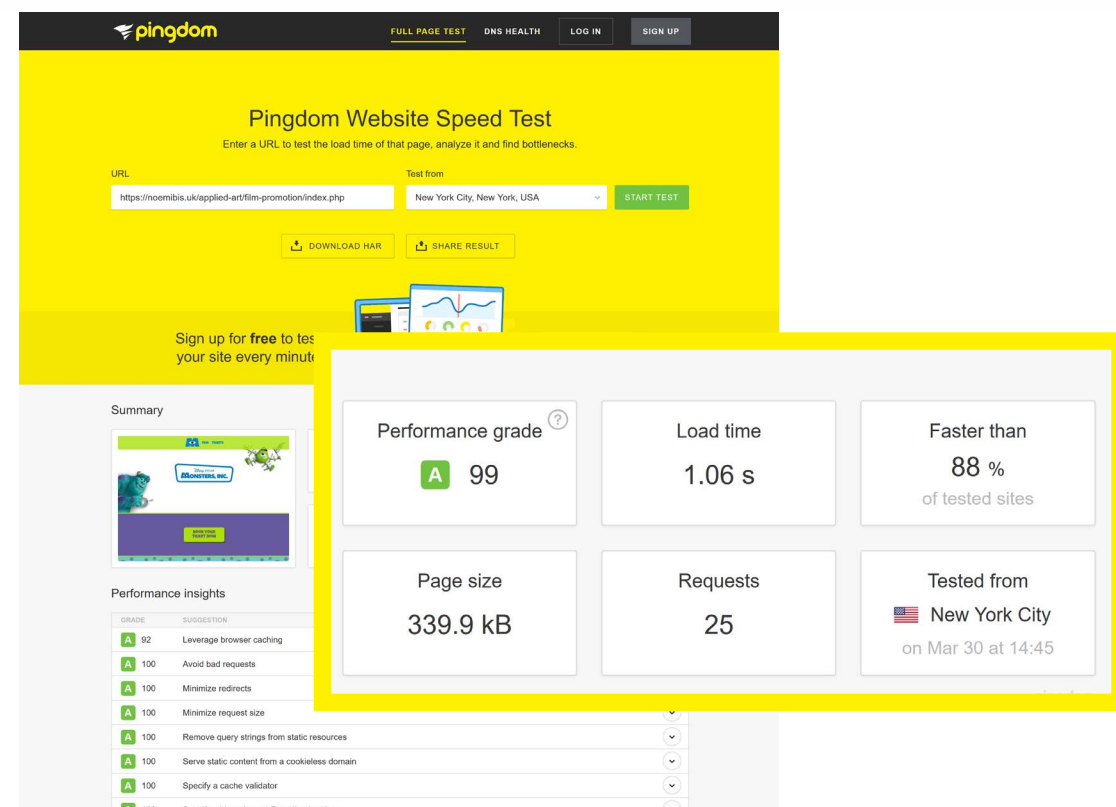 pingdom
FULL PAGE TEST DNS HEALTH LOG IN SIGN UP
Pingdom Website Speed Test
Enter a URL to test the load time of that page, analyze it and find bottlenecks.
URL Test from
https://noemibis.uk/applied-art/film-promotion/index.php New York City, New York, USA START TEST
DOWNLOAD HAR SHARE RESULT
Sign up for free to tes
your site every minut
Summary
MONSTERS, INC.
BOOK YOUR
TICKET NOW
Performance grade ?
A 99
Load time
1.06 s
Faster than
88 %
of tested sites
Page size
339.9 kB
Requests
25
Tested from
New York City
on Mar 30 at 14:45
Performance insights
GRADE SUGGESTION
A 92 Leverage browser caching
A 100 Avoid bad requests
A 100 Minimize redirects
A 100 Minimize request size
A 100 Remove query strings from static resources
A 100 Serve static content from a cookieless domain
A 100 Specify a cache validator